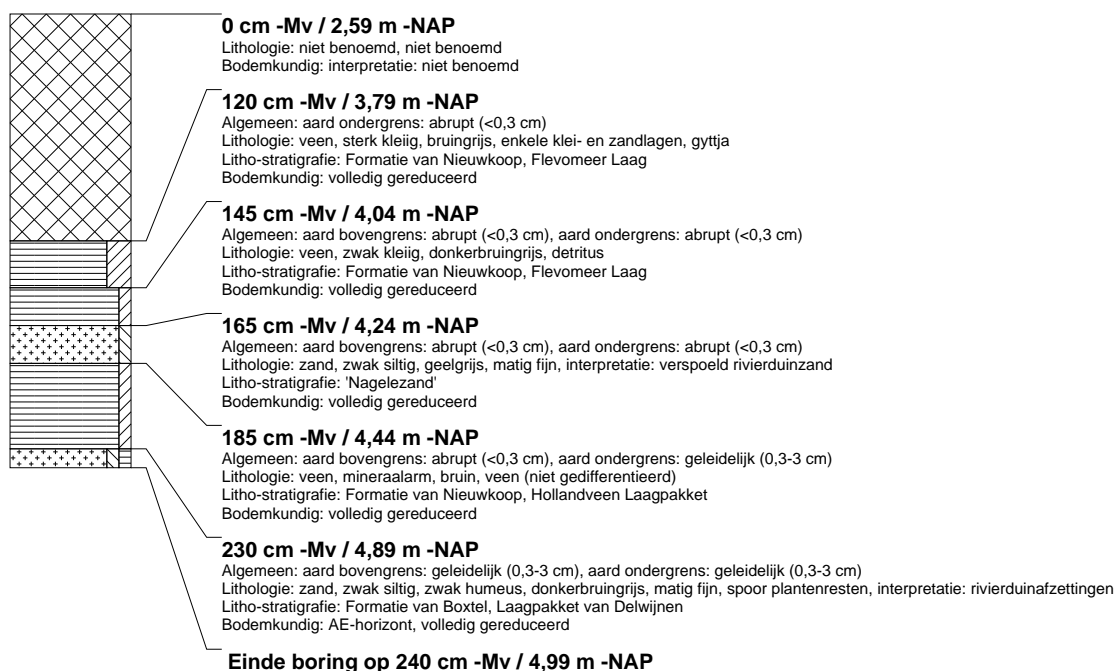 0 cm -Mv / 2,59 m -NAP
Lithologie: niet benoemd, niet benoemd
Bodemkundig: interpretatie: niet benoemd
120 cm -Mv / 3,79 m -NAP
Algemeen: aard ondergrens: abrupt (<0,3 cm)
Lithologie: veen, sterk kleiig, bruingrijs, enkele klei- en zandlagen, gyttja
Litho-stratigrafie: Formatie van Nieuwkoop, Flevomeer Laag
Bodemkundig: volledig gereduceerd
145 cm -Mv / 4,04 m -NAP
Algemeen: aard bovengrens: abrupt (<0,3 cm), aard ondergrens: abrupt (<0,3 cm)
Lithologie: veen, zwak kleiig, donkerbruingrijs, detritus
Litho-stratigrafie: Formatie van Nieuwkoop, Flevomeer Laag
Bodemkundig: volledig gereduceerd
165 cm -Mv / 4,24 m -NAP
Algemeen: aard bovengrens: abrupt (<0,3 cm), aard ondergrens: abrupt (<0,3 cm)
Lithologie: zand, zwak siltig, geelgrijs, matig fijn, interpretatie: verspoeld rivierduinzand
Litho-stratigrafie: 'Nagelezand'
Bodemkundig: volledig gereduceerd
185 cm -Mv / 4,44 m -NAP
Algemeen: aard bovengrens: abrupt (<0,3 cm), aard ondergrens: geleidelijk (0,3-3 cm)
Lithologie: veen, mineraalarm, bruin, veen (niet gedifferentieerd)
Litho-stratigrafie: Formatie van Nieuwkoop, Hollandveen Laagpakket
Bodemkundig: volledig gereduceerd
230 cm -Mv / 4,89 m -NAP
Algemeen: aard bovengrens: geleidelijk (0,3-3 cm), aard ondergrens: geleidelijk (0,3-3 cm)
Lithologie: zand, zwak siltig, zwak humeus, donkerbruingrijs, matig fijn, spoor plantenresten, interpretatie: rivierduinafzettingen
Litho-stratigrafie: Formatie van Boxtel, Laagpakket van Delwijnen
Bodemkundig: AE-horizont, volledig gereduceerd
Einde boring op 240 cm -Mv / 4,99 m -NAP